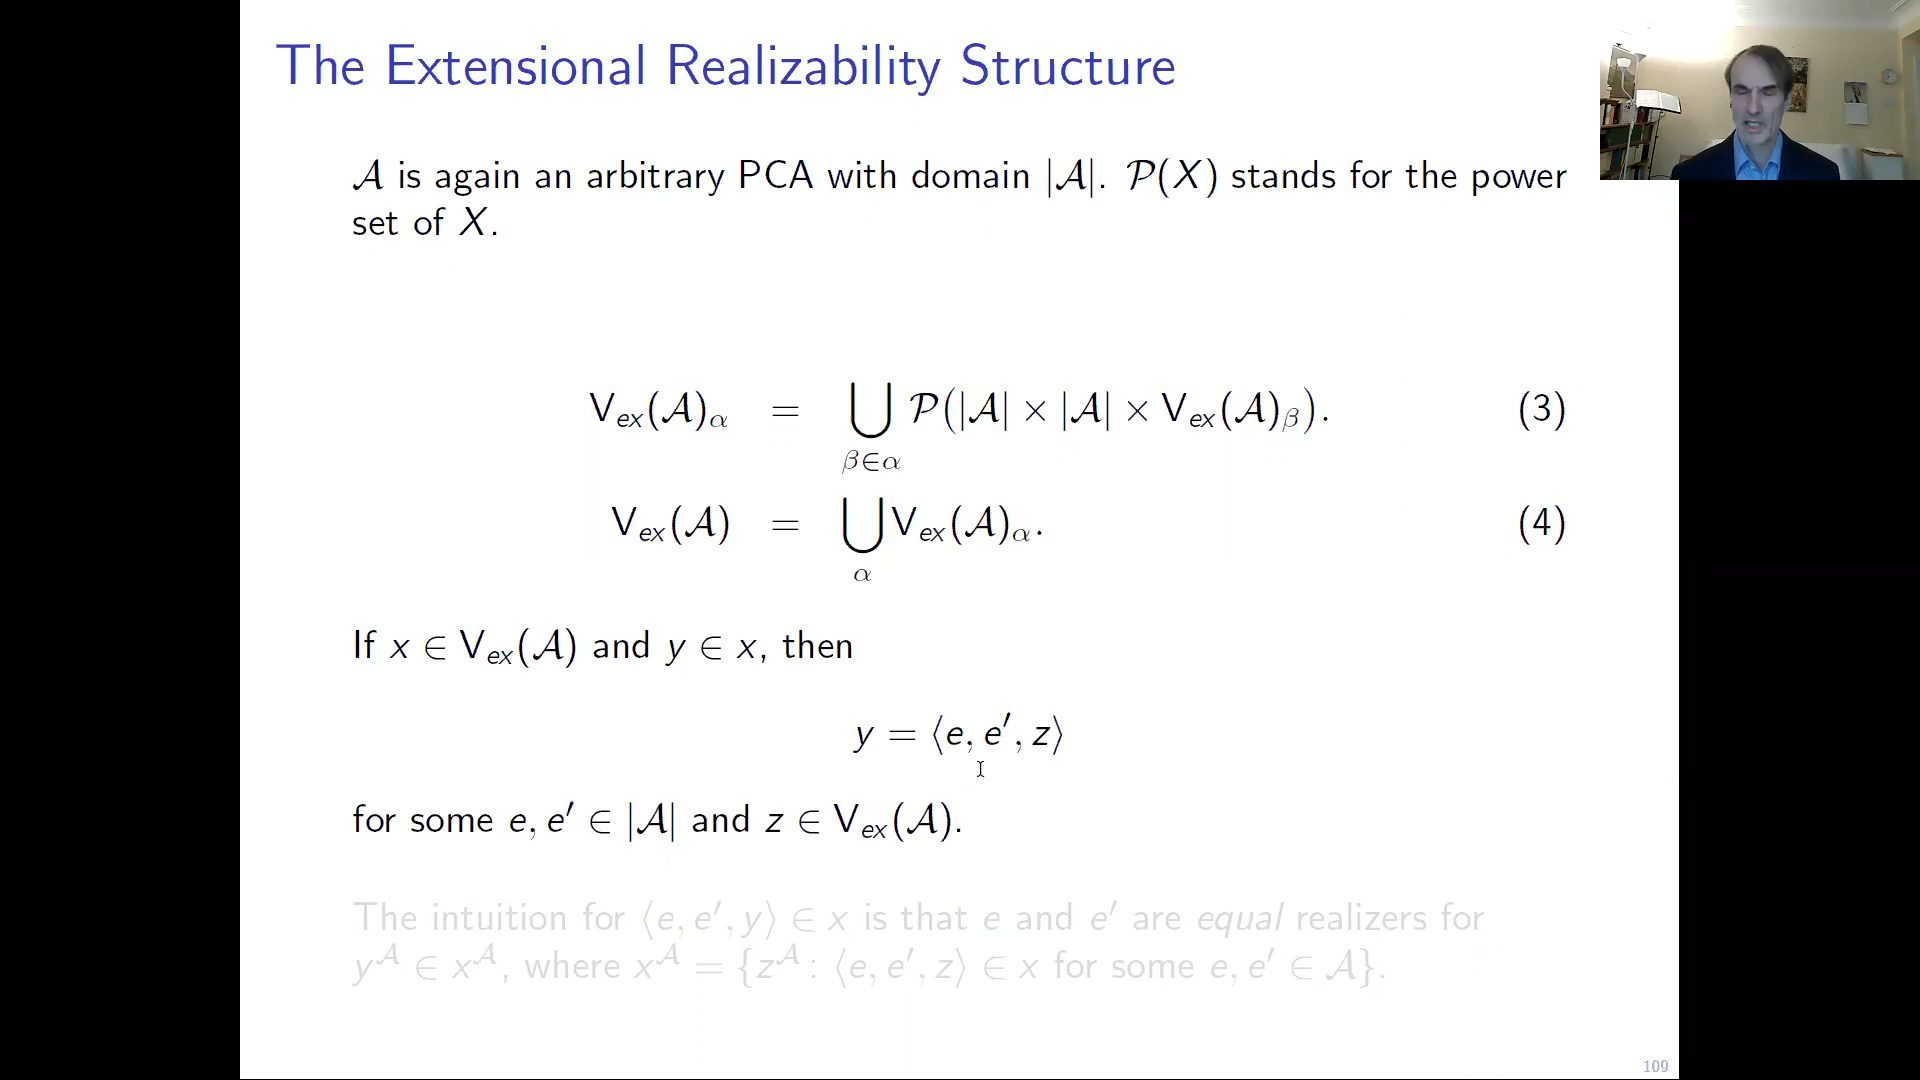 The Extensional Realizability Structure
𝒜 is again an arbitrary PCA with domain |𝒜|. 𝒫(X) stands for the power
set of X.
V_ex(𝒜)_α = ⋃_{β∈α} 𝒫(|𝒜| × |𝒜| × V_ex(𝒜)_β). (3)
V_ex(𝒜) = ⋃_α V_ex(𝒜)_α. (4)
If x ∈ V_ex(𝒜) and y ∈ x, then
y = ⟨e, e′, z⟩
for some e, e′ ∈ |𝒜| and z ∈ V_ex(𝒜).
The intuition for ⟨e, e′, y⟩ ∈ x is that e and e′ are equal realizers for
y^𝒜 ∈ x^𝒜, where x^𝒜 = {z^𝒜 : ⟨e, e′, z⟩ ∈ x for some e, e′ ∈ 𝒜}.
109